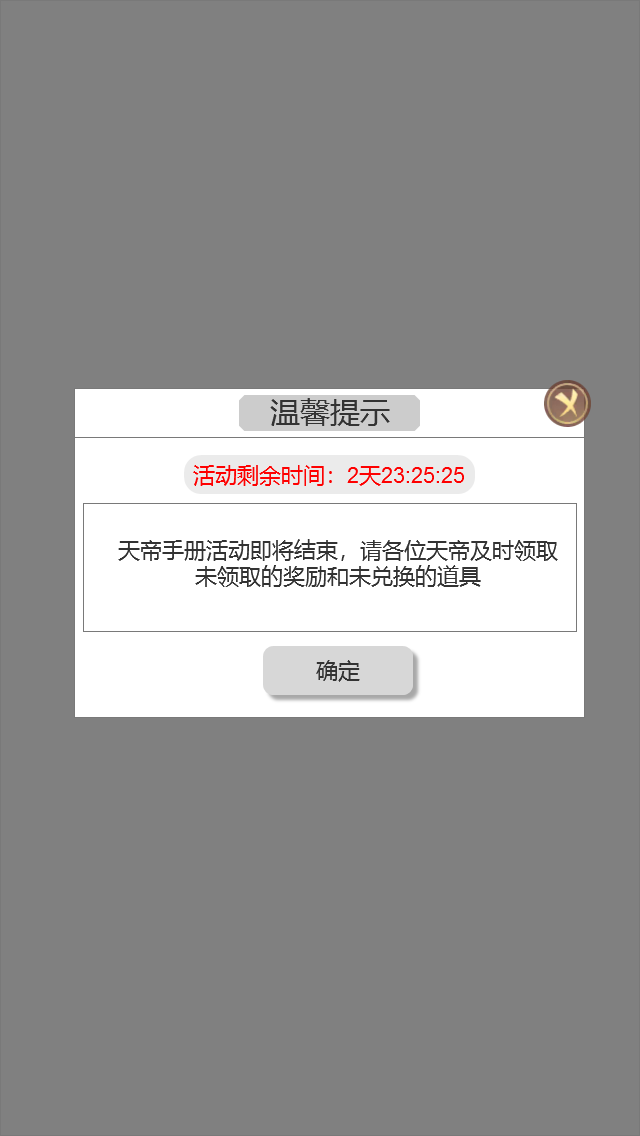 温馨提示
活动剩余时间：2天23:25:25
天帝手册活动即将结束，请各位天帝及时领取
未领取的奖励和未兑换的道具
确定